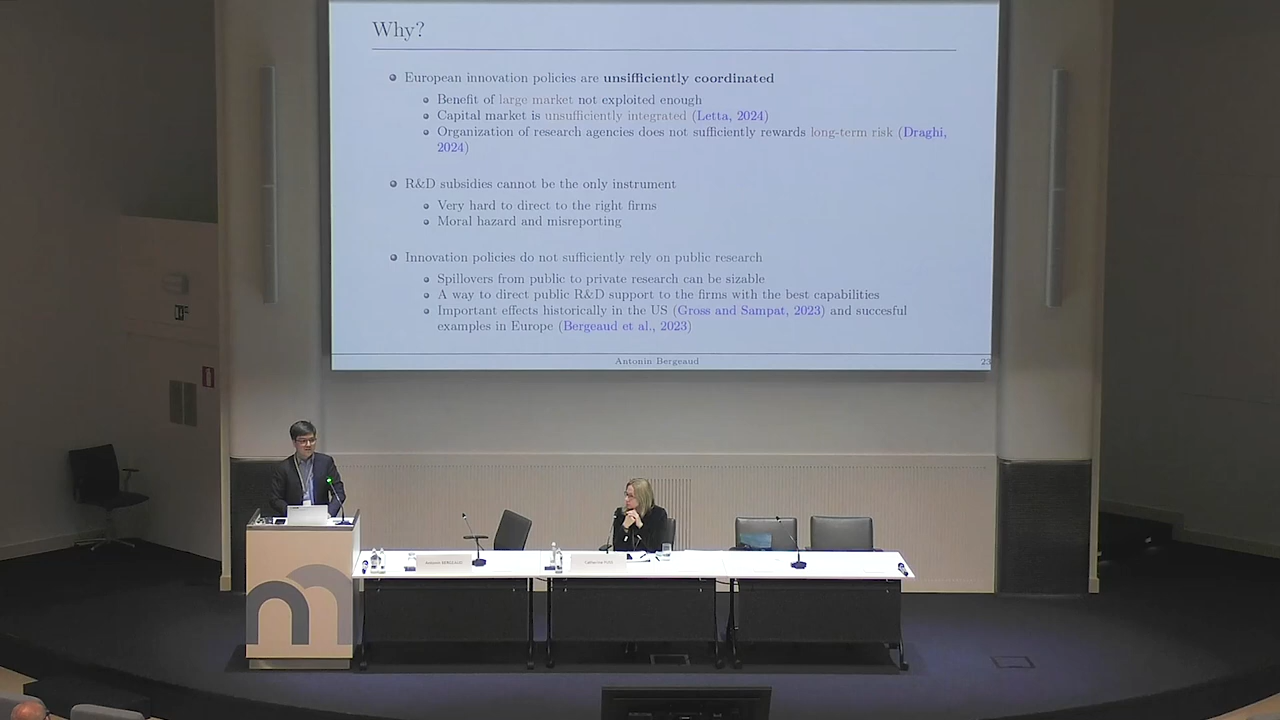 Why?
European innovation policies are unsifficiently coordinated
Benefit of large market not exploited enough
Capital market is unsufficiently integrated (Letta, 2024)
Organization of research agencies does not sufficiently rewards long-term risk (Draghi,
2024)
R&D subsidies cannot be the only instrument
Very hard to direct to the right firms
Moral hazard and misreporting
Innovation policies do not sufficiently rely on public research
Spillovers from public to private research can be sizable
A way to direct public R&D support to the firms with the best capabilities
Important effects historically in the US (Gross and Sampat, 2023) and succesful
examples in Europe (Bergeaud et al., 2023)
Antonin Bergeaud
23
Antonin BERGEAUD